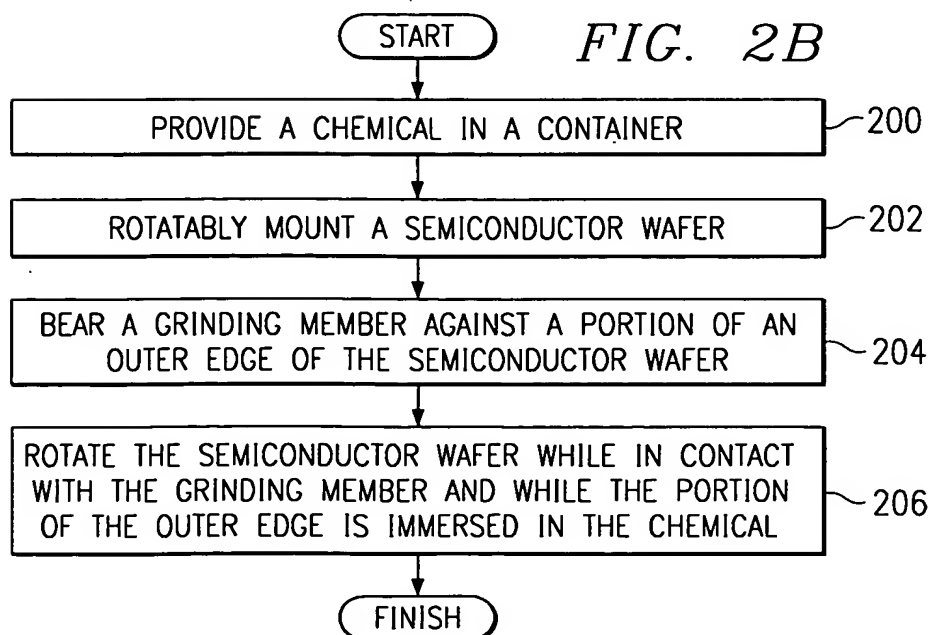 START
FIG. 2B
PROVIDE A CHEMICAL IN A CONTAINER
200
ROTATABLY MOUNT A SEMICONDUCTOR WAFER
202
BEAR A GRINDING MEMBER AGAINST A PORTION OF AN
OUTER EDGE OF THE SEMICONDUCTOR WAFER
204
ROTATE THE SEMICONDUCTOR WAFER WHILE IN CONTACT
WITH THE GRINDING MEMBER AND WHILE THE PORTION
OF THE OUTER EDGE IS IMMERSED IN THE CHEMICAL
206
FINISH